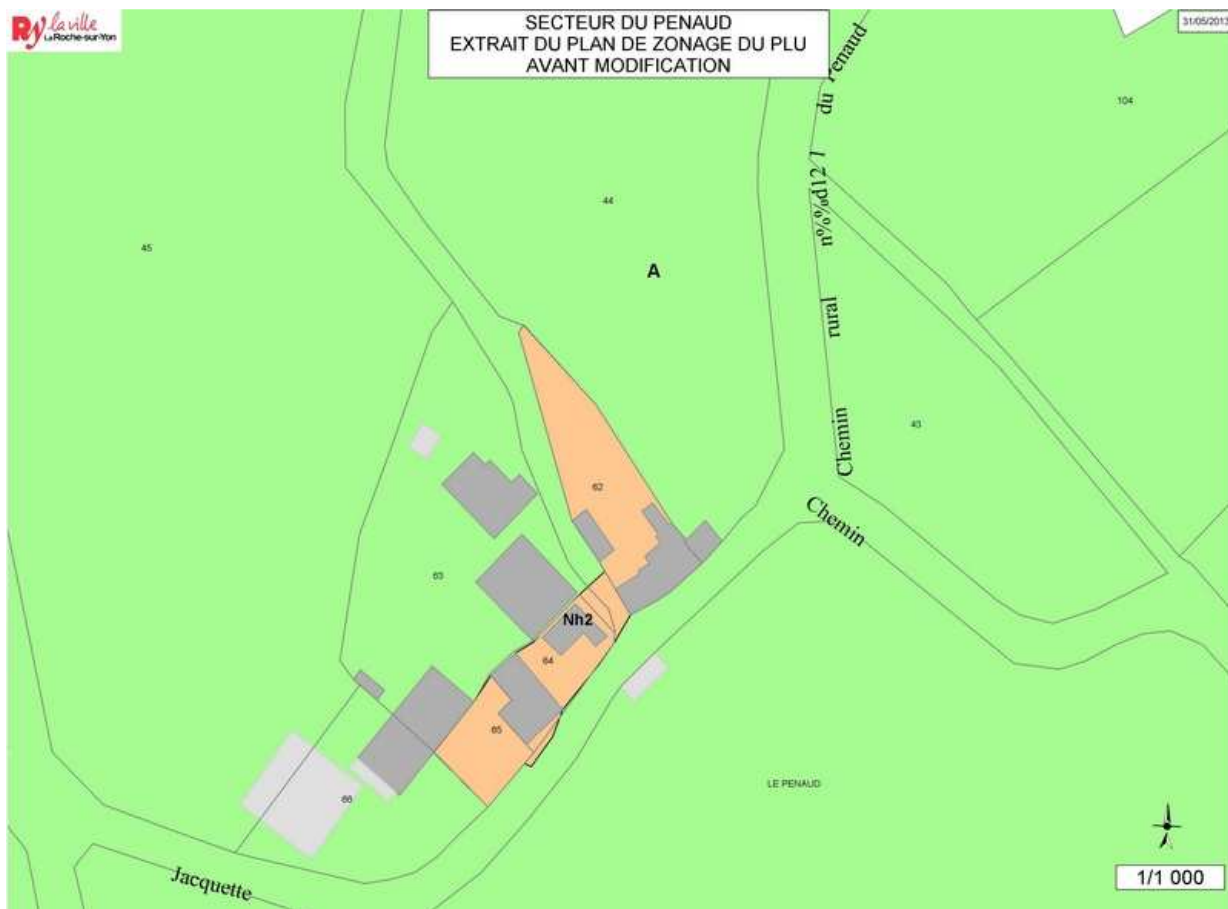 Ry la ville
La Roche-sur-Yon
SECTEUR DU PENAUD
EXTRAIT DU PLAN DE ZONAGE DU PLU
AVANT MODIFICATION
31/05/2013
Chemin rural n°%%d12 1 du Penaud
104
44
45
A
43
62
Chemin
63
Nh2
64
65
LE PENAUD
66
Jacquette
1/1 000